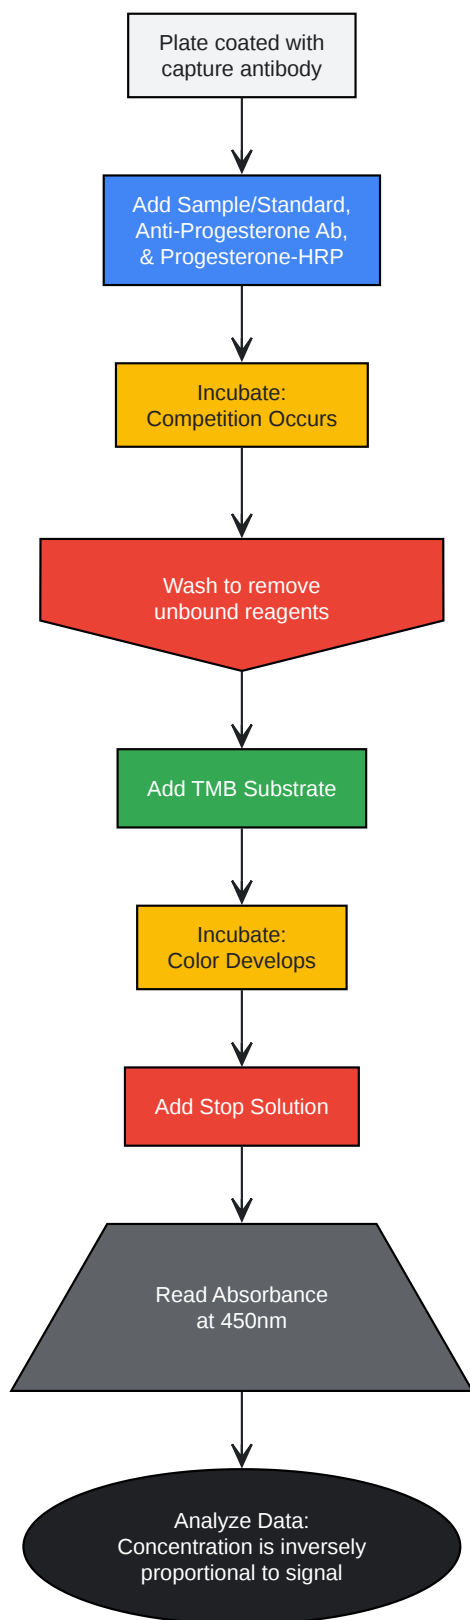 Plate coated with
capture antibody
Add Sample/Standard,
Anti-Progesterone Ab,
& Progesterone-HRP
Incubate:
Competition Occurs
Wash to remove
unbound reagents
Add TMB Substrate
Incubate:
Color Develops
Add Stop Solution
Read Absorbance
at 450nm
Analyze Data:
Concentration is inversely
proportional to signal